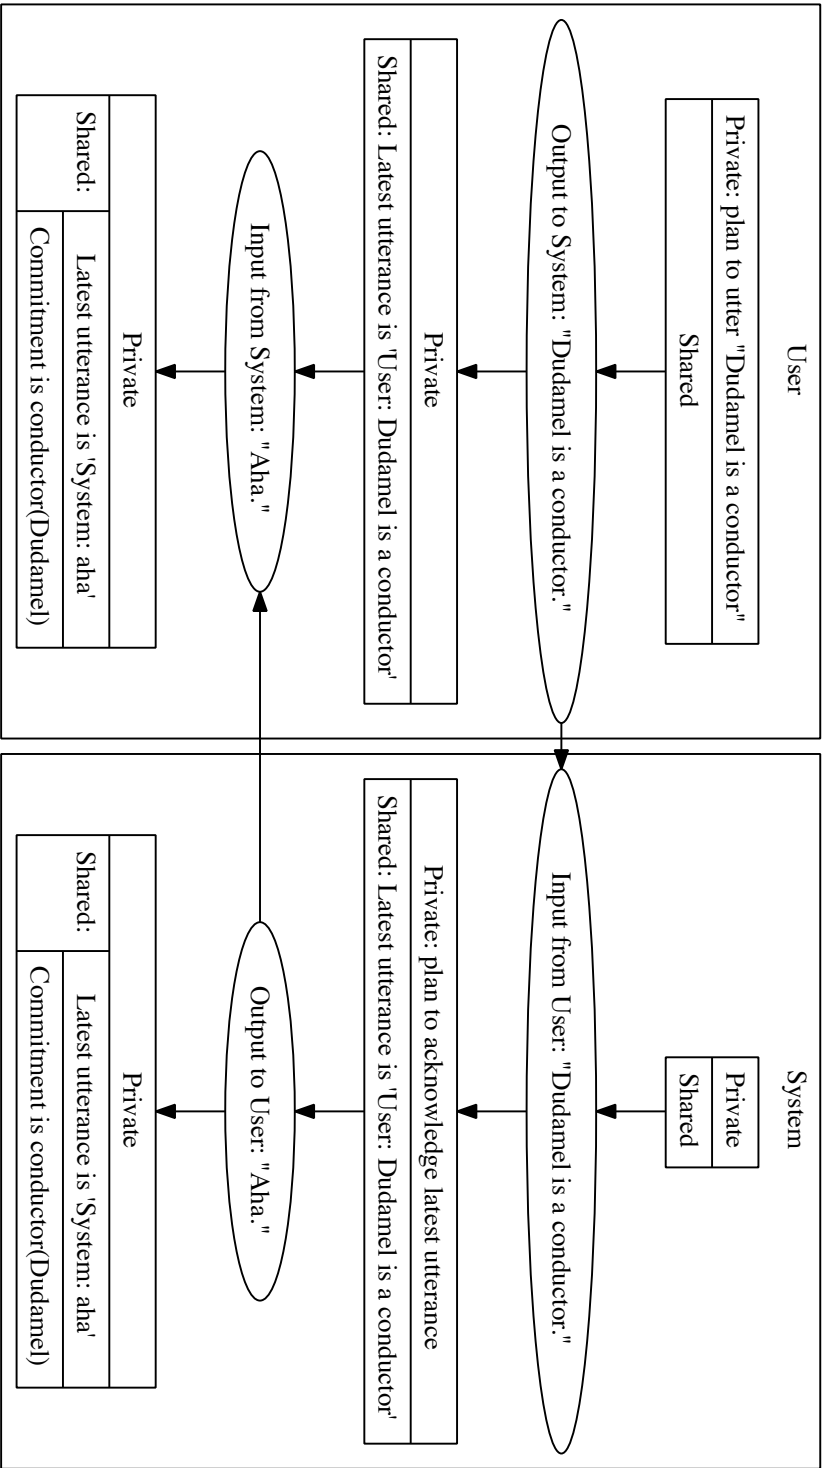 User
Private: plan to utter "Dudamel is a conductor"
Shared
Output to System: "Dudamel is a conductor."
Private
Shared: Latest utterance is 'User: Dudamel is a conductor'
Input from System: "Aha."
Private
Shared:
Latest utterance is 'System: aha'
Commitment is conductor(Dudamel)
System
Private
Shared
Input from User: "Dudamel is a conductor."
Private: plan to acknowledge latest utterance
Shared: Latest utterance is 'User: Dudamel is a conductor'
Output to User: "Aha."
Private
Shared:
Latest utterance is 'System: aha'
Commitment is conductor(Dudamel)